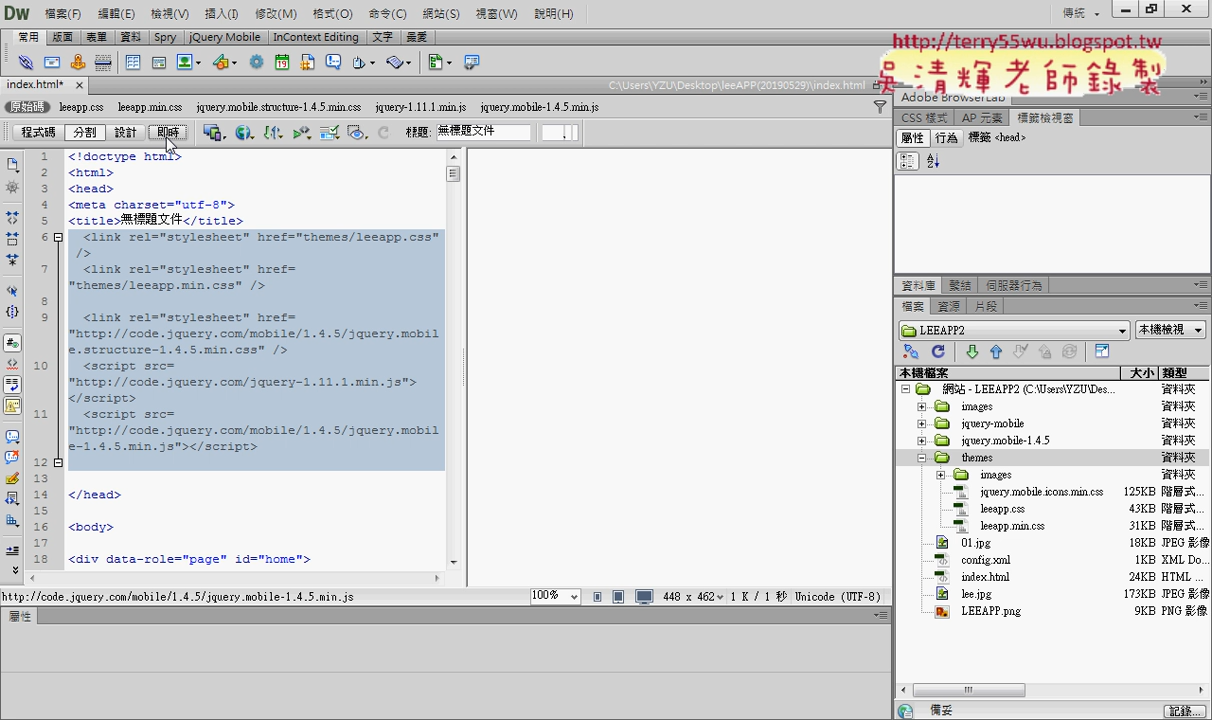 Dw 檔案(F) 編輯(E) 檢視(V) 插入(I) 修改(M) 格式(O) 命令(C) 網站(S) 視窗(W) 說明(H) 傳統
常用 版面 表單 資料 Spry jQuery Mobile InContext Editing 文字 我的最愛
http://terry55wu.blogspot.tw
吳清輝老師錄製
index.html* C:\Users\YZU\Desktop\leeAPP(20190529)\index.html
Adobe BrowserLab
原始碼 leeapp.css leeapp.min.css jquery.mobile.structure-1.4.5.min.css jquery-1.11.1.min.js jquery.mobile-1.4.5.min.js
CSS 樣式 AP 元素 標籤檢視窗
程式碼 分割 設計 即時 標題: 無標題文件
屬性 行為 標籤 <head>
1 <!doctype html>
2 <html>
3 <head>
4 <meta charset="utf-8">
5 <title>無標題文件</title>
6 <link rel="stylesheet" href="themes/leeapp.css"
/>
7 <link rel="stylesheet" href=
"themes/leeapp.min.css" />
8
9 <link rel="stylesheet" href=
"http://code.jquery.com/mobile/1.4.5/jquery.mobil
e.structure-1.4.5.min.css" />
10 <script src=
"http://code.jquery.com/jquery-1.11.1.min.js">
</script>
11 <script src=
"http://code.jquery.com/mobile/1.4.5/jquery.mobil
e-1.4.5.min.js"></script>
12
13
14 </head>
15
16 <body>
17
18 <div data-role="page" id="home">
http://code.jquery.com/mobile/1.4.5/jquery.mobile-1.4.5.min.js 100% 448 x 462 1 K / 1 秒 Unicode (UTF-8)
屬性
資料庫 繫結 伺服器行為
檔案 資源 片段
LEEAPP2 本機檢視
本機檔案 大小 類型
網站 - LEEAPP2 (C:\Users\YZU\Des... 資料夾
images 資料夾
jquery-mobile 資料夾
jquery.mobile-1.4.5 資料夾
themes 資料夾
images 資料夾
jquery.mobile.icons.min.css 125KB 階層式...
leeapp.css 43KB 階層式...
leeapp.min.css 31KB 階層式...
01.jpg 18KB JPEG 影像
config.xml 1KB XML Do...
index.html 24KB HTML ...
lee.jpg 173KB JPEG 影像
LEEAPP.png 9KB PNG 影像
備妥 記錄...